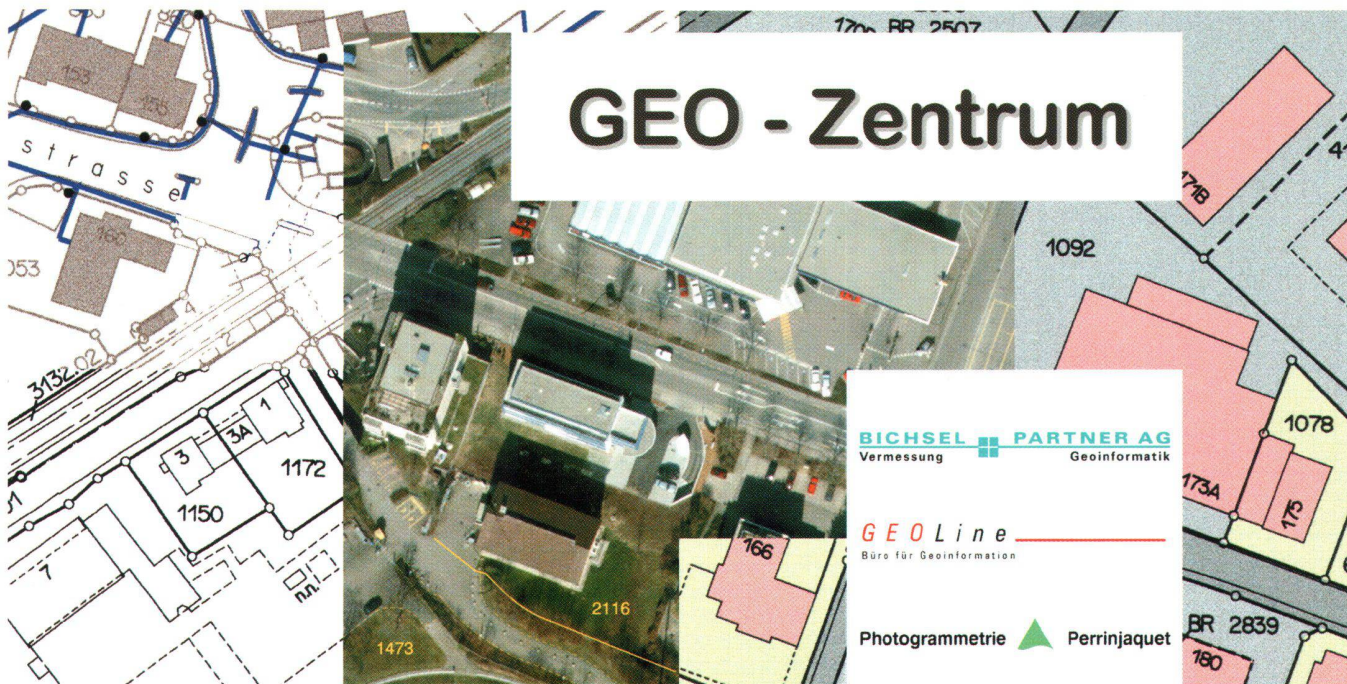 BR 2507
GEO - Zentrum
153
155
strasse
160
053
171B
1092
3132.02
1
3A
3
1172
1150
7
n.n.
1078
173A
175
BICHSEL PARTNER AG
Vermessung Geoinformatik
GEOLine
Büro für Geoinformation
166
2116
1473
Photogrammetrie Perrinjaquet
BR 2839
180